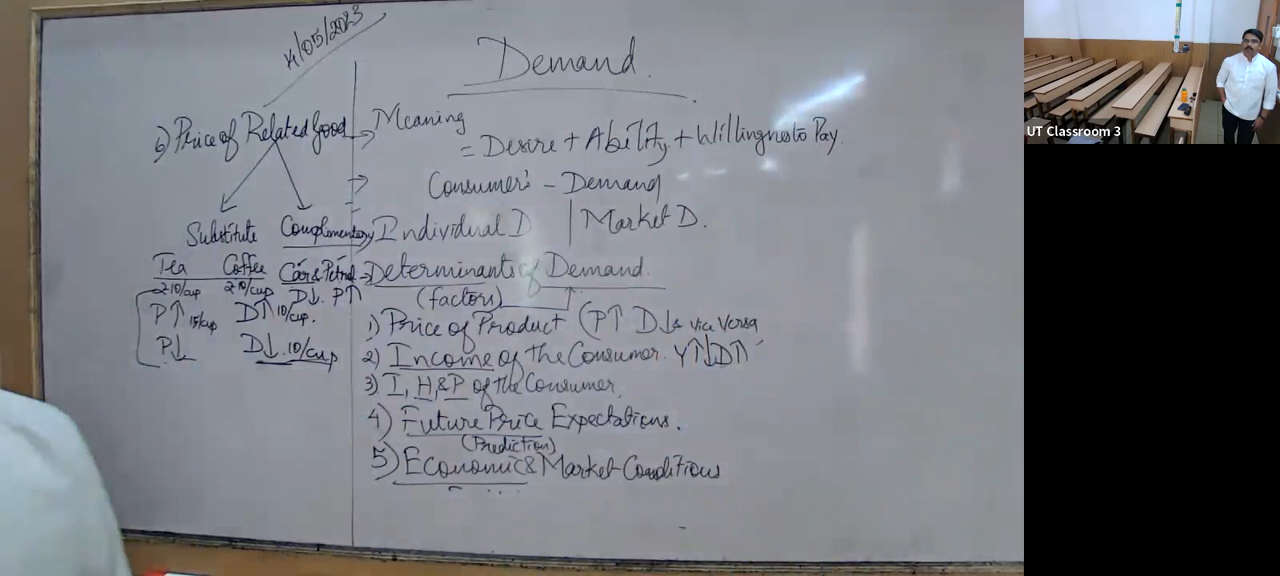 Demand.
→ Meaning
= Desire + Ability + Willingness to Pay.
→ Consumer's - Demand
→ Individual D | Market D.
→ Determinants of Demand.
(factors)
1) Price of Product (P↑ D↓ & vice versa
2) Income of the Consumer. Y↑↓D↑
3) I, H, & P of the Consumer.
4) Future Price Expectations.
(Prediction)
5) Economic & Market Conditions
/05/2023
6) Price of Related Good
Substitute Complimentary
Tea Coffee Car & Petrol
10/cup 10/cup D↓. P↑
P↑ 15/cup D↑ 10/cup.
P↓ D↓. 10/cup
UT Classroom 3